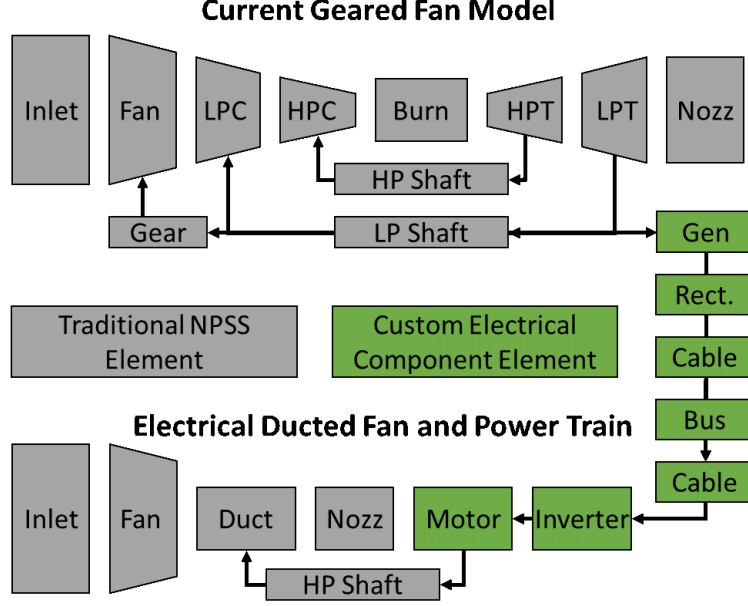 Current Geared Fan Model
Inlet
Fan
LPC
HPC
Burn
HPT
LPT
Nozz
HP Shaft
Gear
LP Shaft
Gen
Rect.
Traditional NPSS
Element
Custom Electrical
Component Element
Cable
Bus
Electrical Ducted Fan and Power Train
Cable
Inlet
Fan
Duct
Nozz
Motor
Inverter
HP Shaft